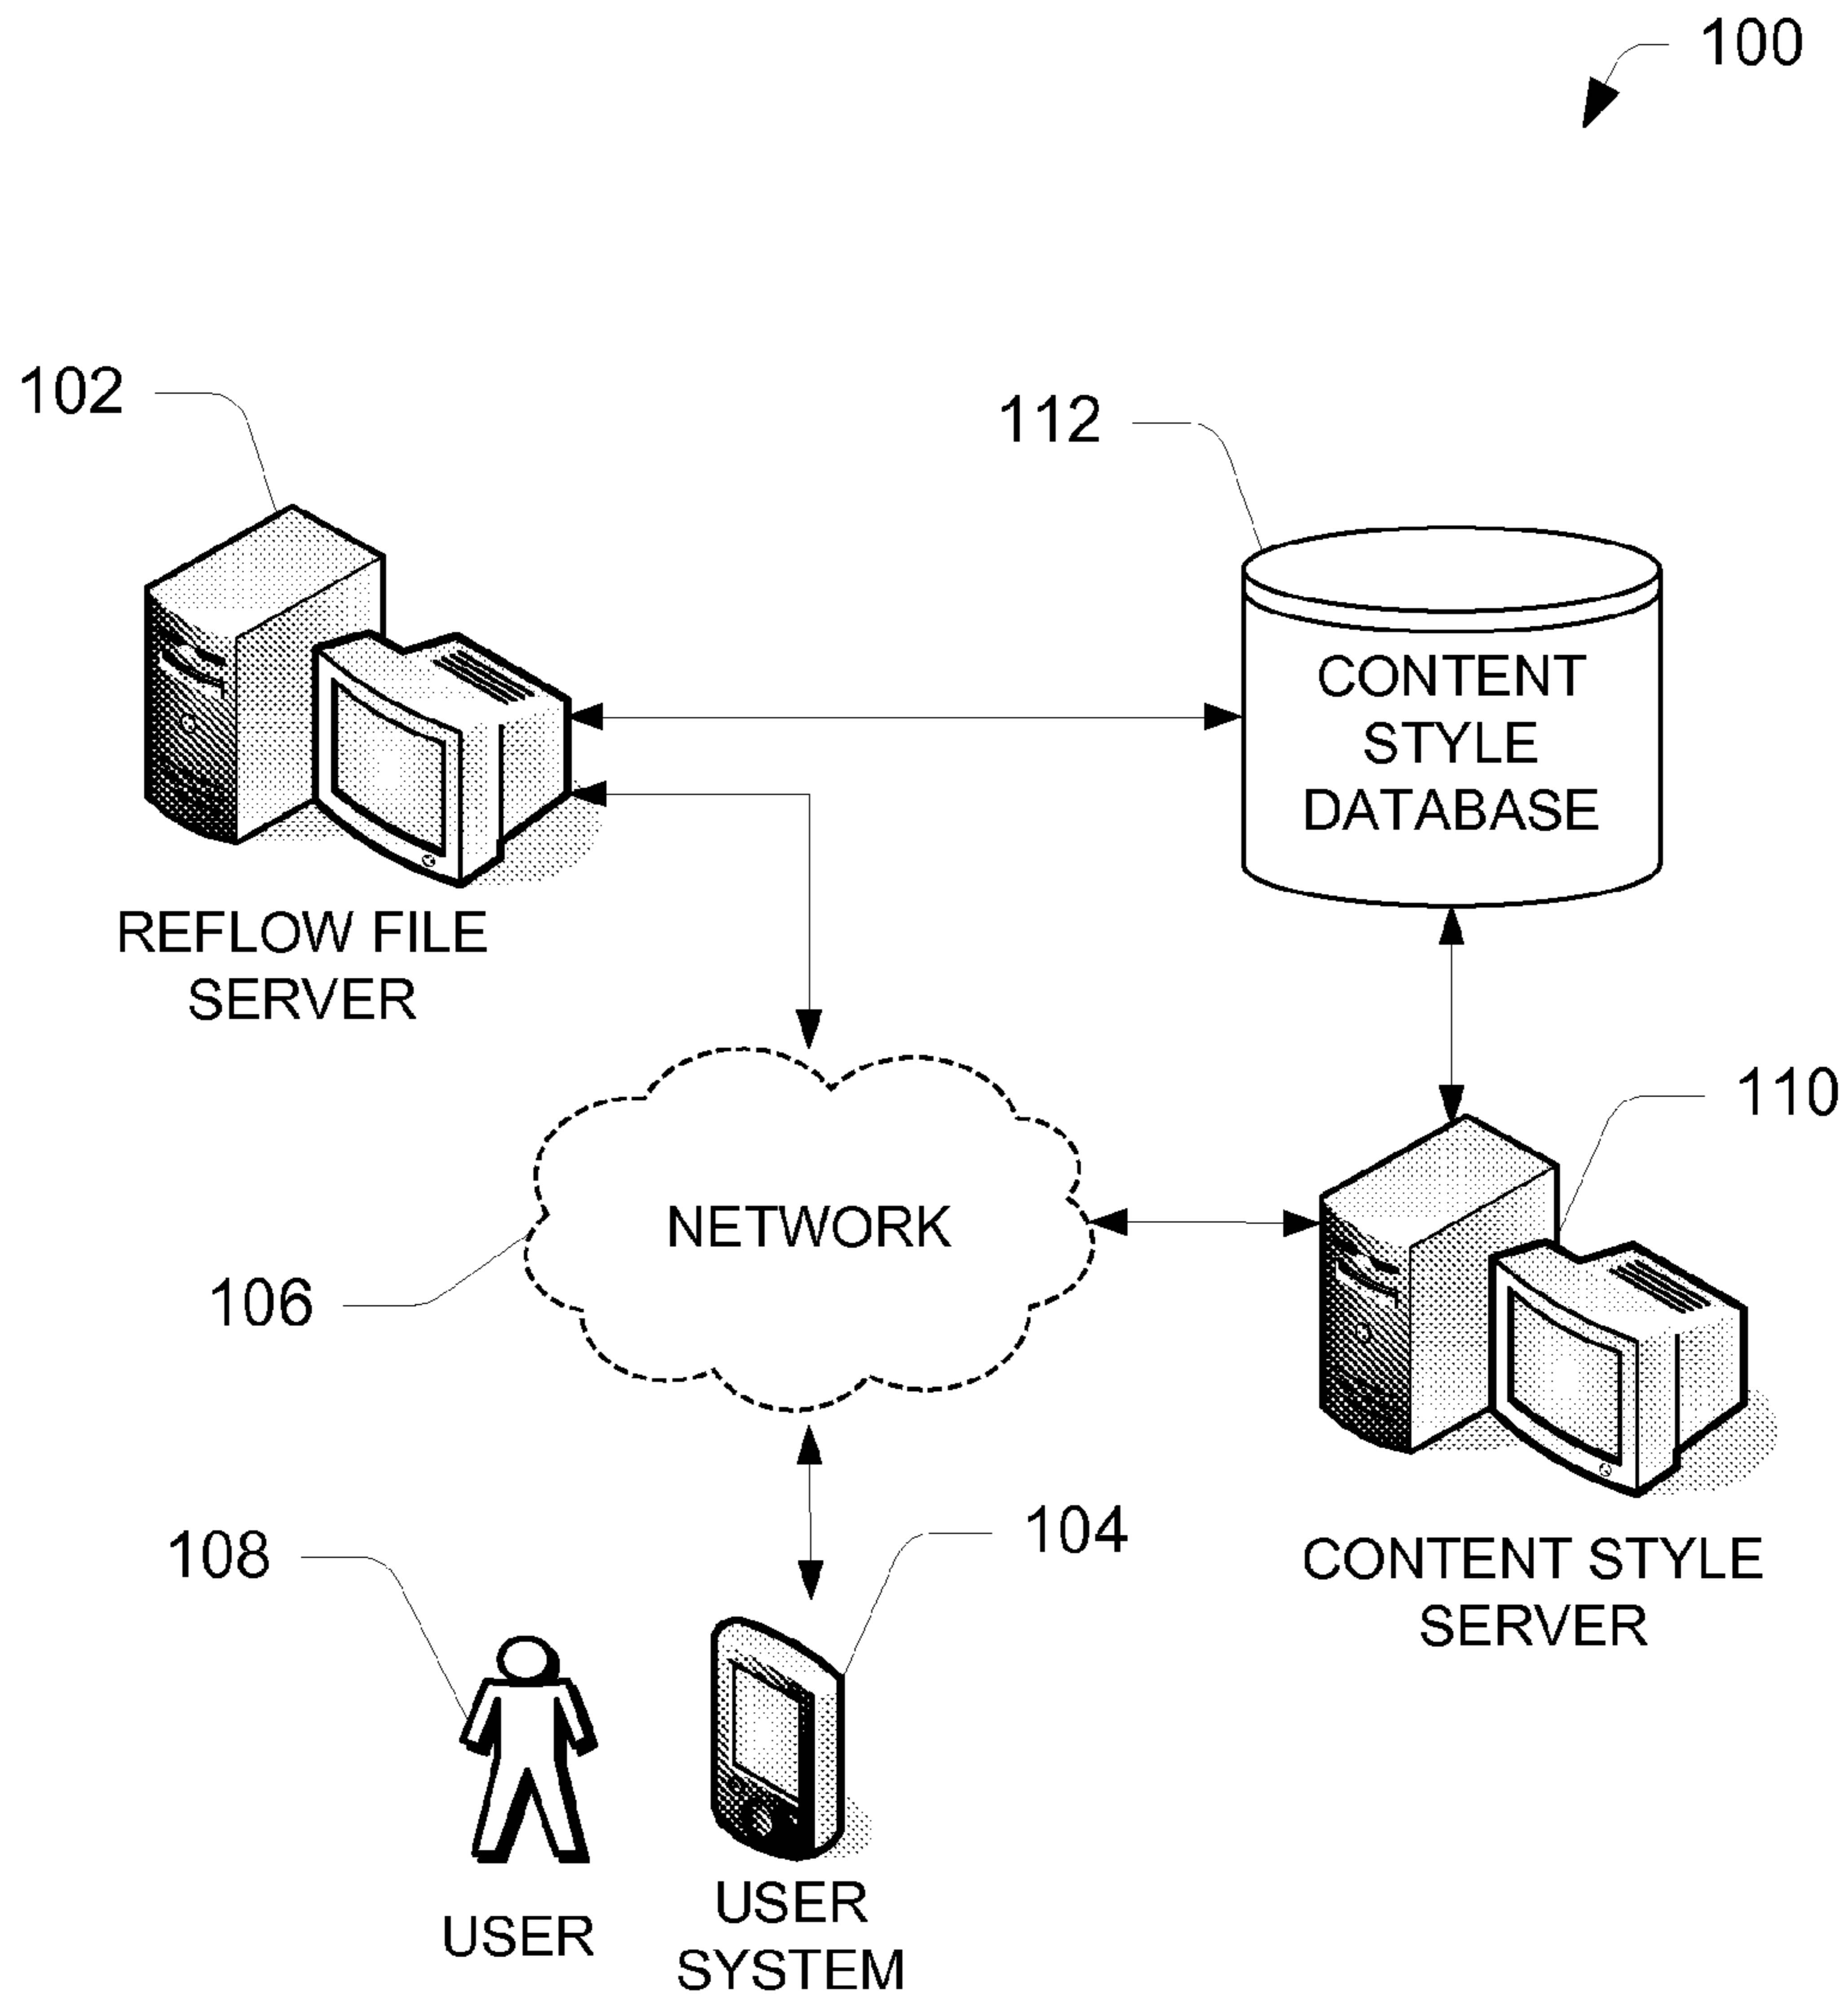 100
102
112
CONTENT
STYLE
DATABASE
REFLOW FILE
SERVER
110
NETWORK
106
108
104
CONTENT STYLE
SERVER
USER
USER
SYSTEM